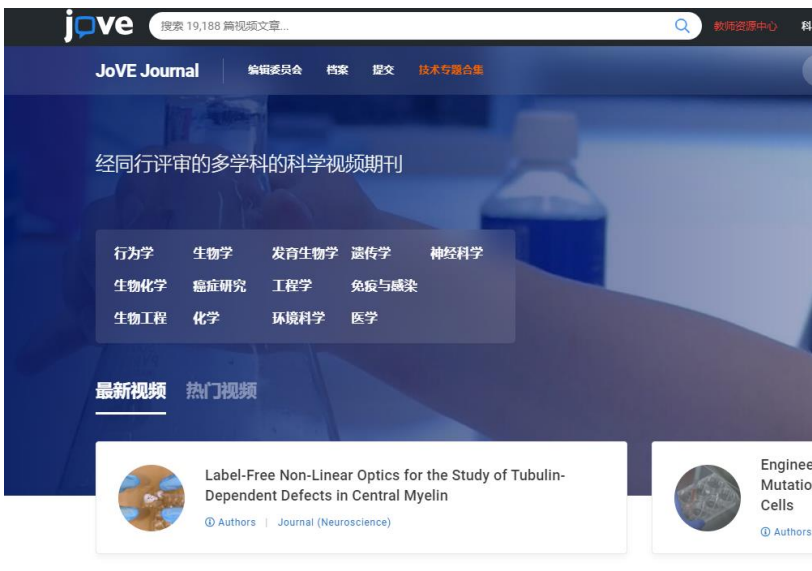 jove 搜索 19,188 篇视频文章... 教师资源中心 科
JoVE Journal 编辑委员会 档案 提交 技术专题合集
经同行评审的多学科的科学视频期刊
行为学 生物学 发育生物学 遗传学 神经科学
生物化学 癌症研究 工程学 免疫与感染
生物工程 化学 环境科学 医学
最新视频 热门视频
Label-Free Non-Linear Optics for the Study of Tubulin-
Dependent Defects in Central Myelin
Authors | Journal (Neuroscience)
Enginee
Mutatio
Cells
Authors